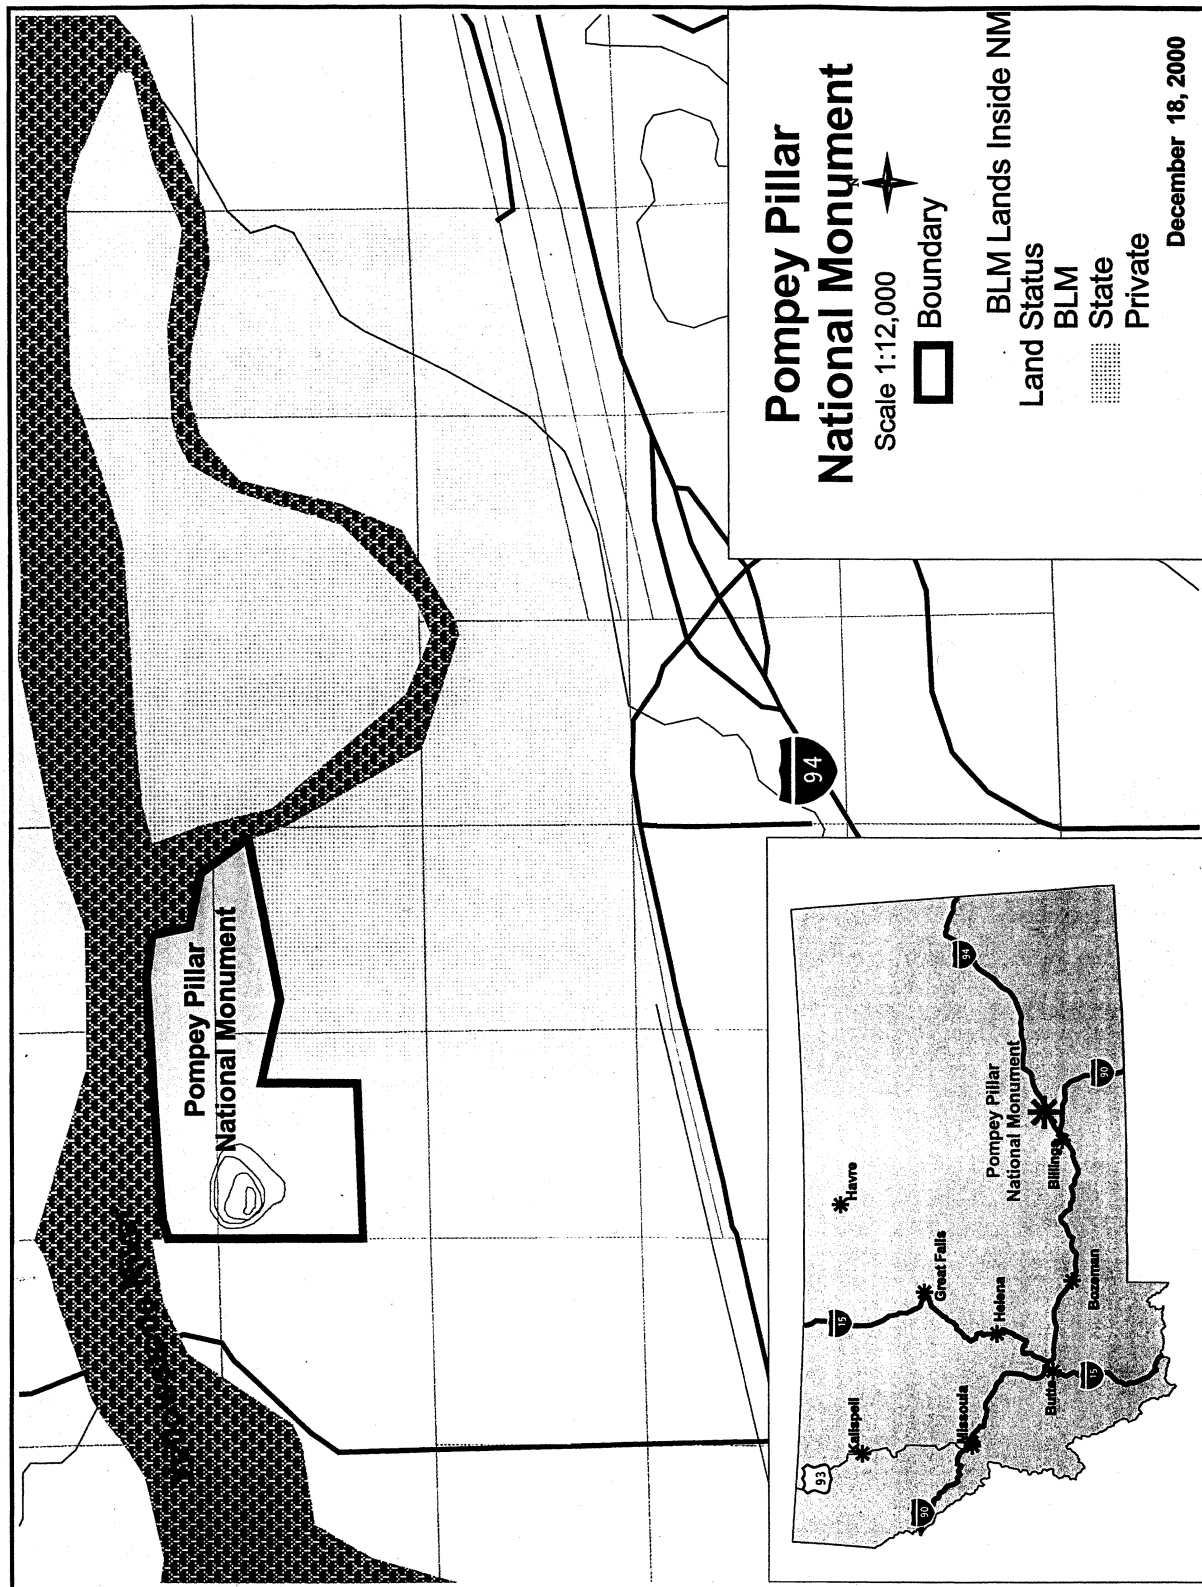 Pompey Pillar
National Monument
94
Pompey Pillar
National Monument
Scale 1:12,000
N
Boundary
BLM Lands Inside NM
Land Status
BLM
State
Private
December 18, 2000
93
Kalispell
90
Missoula
15
Great Falls
Helena
Butte
15
Bozeman
Havre
Pompey Pillar
National Monument
Billings
94
90